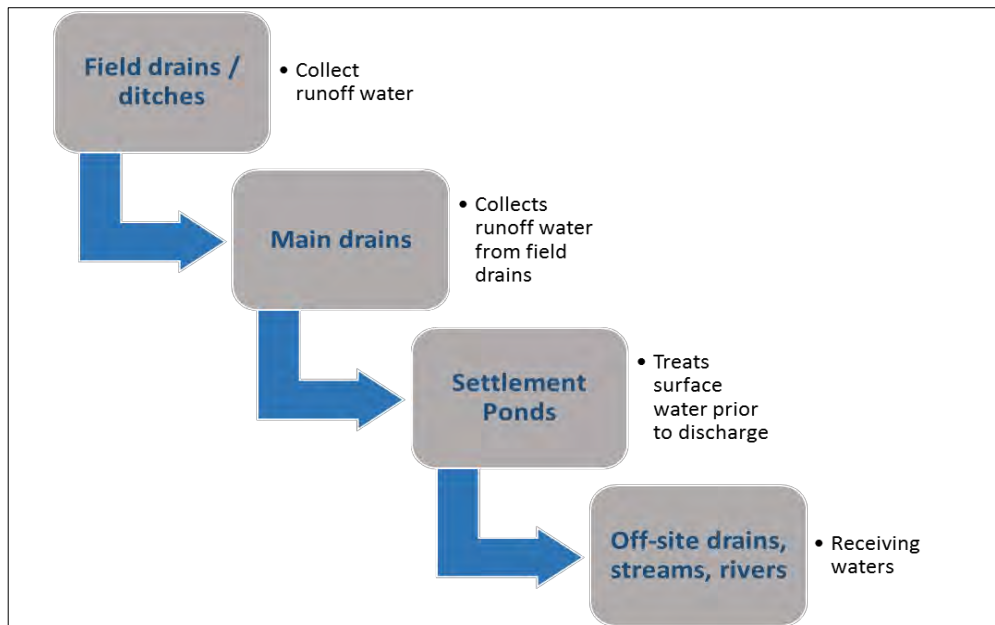 Field drains /
ditches
• Collect
runoff water
Main drains
• Collects
runoff water
from field
drains
Settlement
Ponds
• Treats
surface
water prior
to discharge
Off-site drains,
streams, rivers
• Receiving
waters